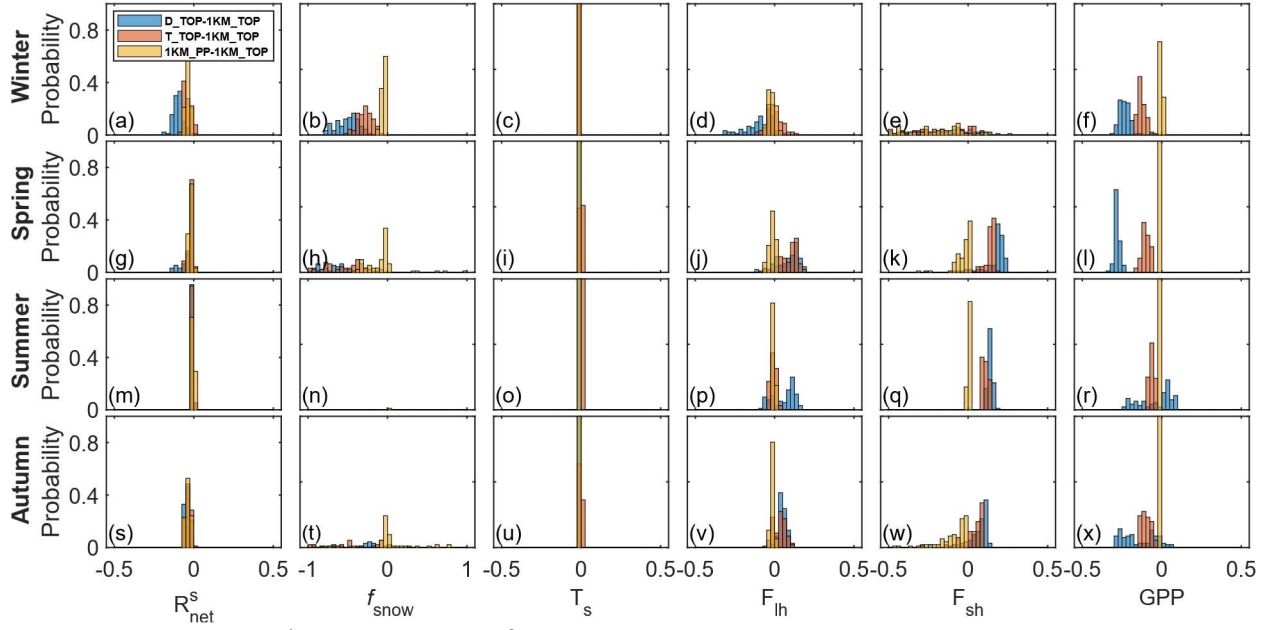 D_TOP-1KM_TOP
T_TOP-1KM_TOP
1KM_PP-1KM_TOP
Winter
Probability
0.8
0.4
0
(a) (b) (c) (d) (e) (f)
Spring
Probability
0.8
0.4
0
(g) (h) (i) (j) (k) (l)
Summer
Probability
0.8
0.4
0
(m) (n) (o) (p) (q) (r)
Autumn
Probability
0.8
0.4
0
(s) (t) (u) (v) (w) (x)
-0.5 0 0.5 -1 0 1 -0.5 0 0.5 -0.5 0 0.5 -0.5 0 0.5 -0.5 0 0.5
R^s_net f_snow T_s F_lh F_sh GPP